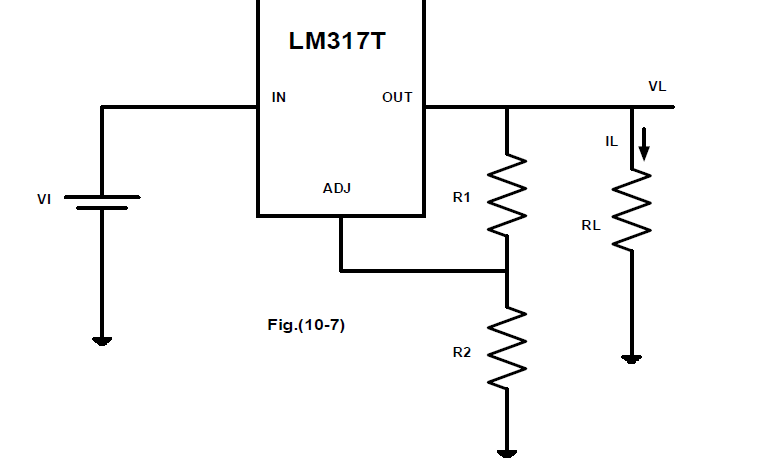 LM317T
VL
IN
OUT
IL
ADJ
VI
R1
RL
Fig.(10-7)
R2